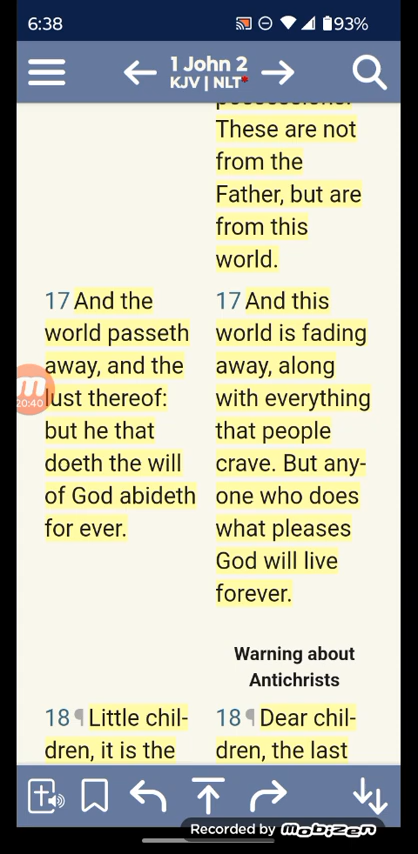 6:38
93%
1 John 2
KJV | NLT*
possessions.
These are not
from the
Father, but are
from this
world.
17 And the
world passeth
away, and the
lust thereof:
but he that
doeth the will
of God abideth
for ever.
17 And this
world is fading
away, along
with everything
that people
crave. But any-
one who does
what pleases
God will live
forever.
20:40
Warning about
Antichrists
18 ¶ Little chil-
dren, it is the
18 ¶ Dear chil-
dren, the last
Recorded by Mobizen